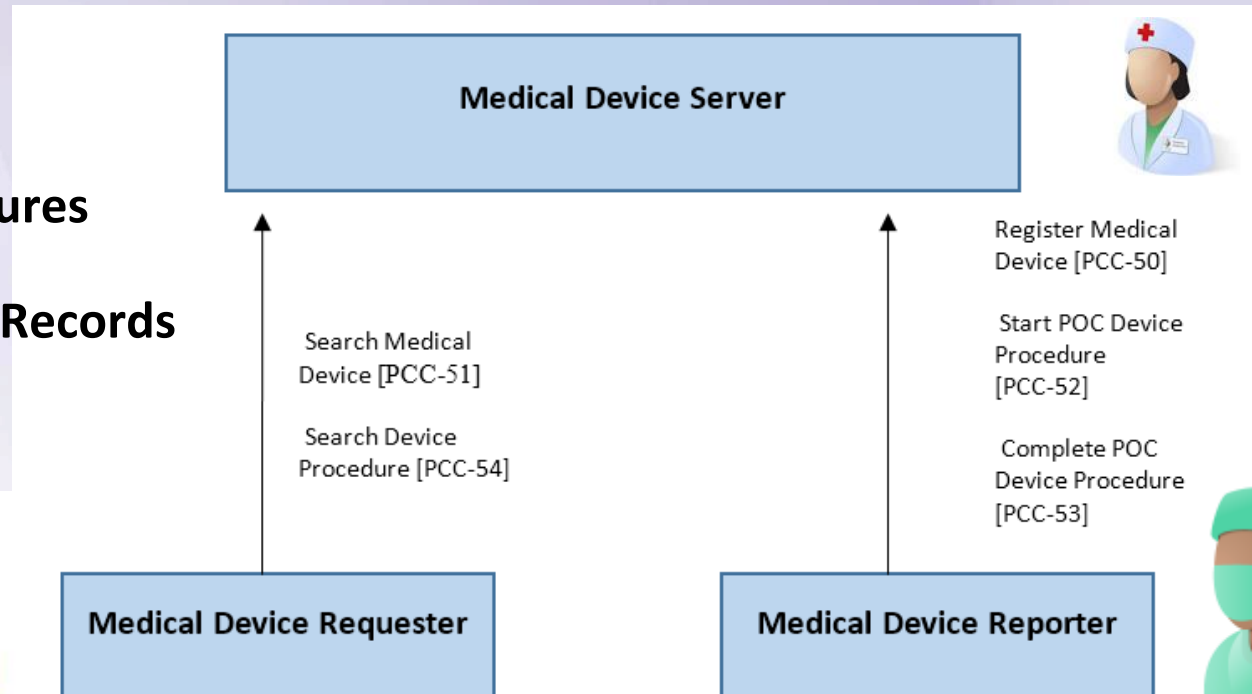 Medical Device Server
Records
Register Medical
Device [PCC-50]
Start POC Device
Procedure
[PCC-52]
Complete POC
Device Procedure
[PCC-53]
Search Medical
Device [PCC-51]
Search Device
Procedure [PCC-54]
Medical Device Requester
Medical Device Reporter